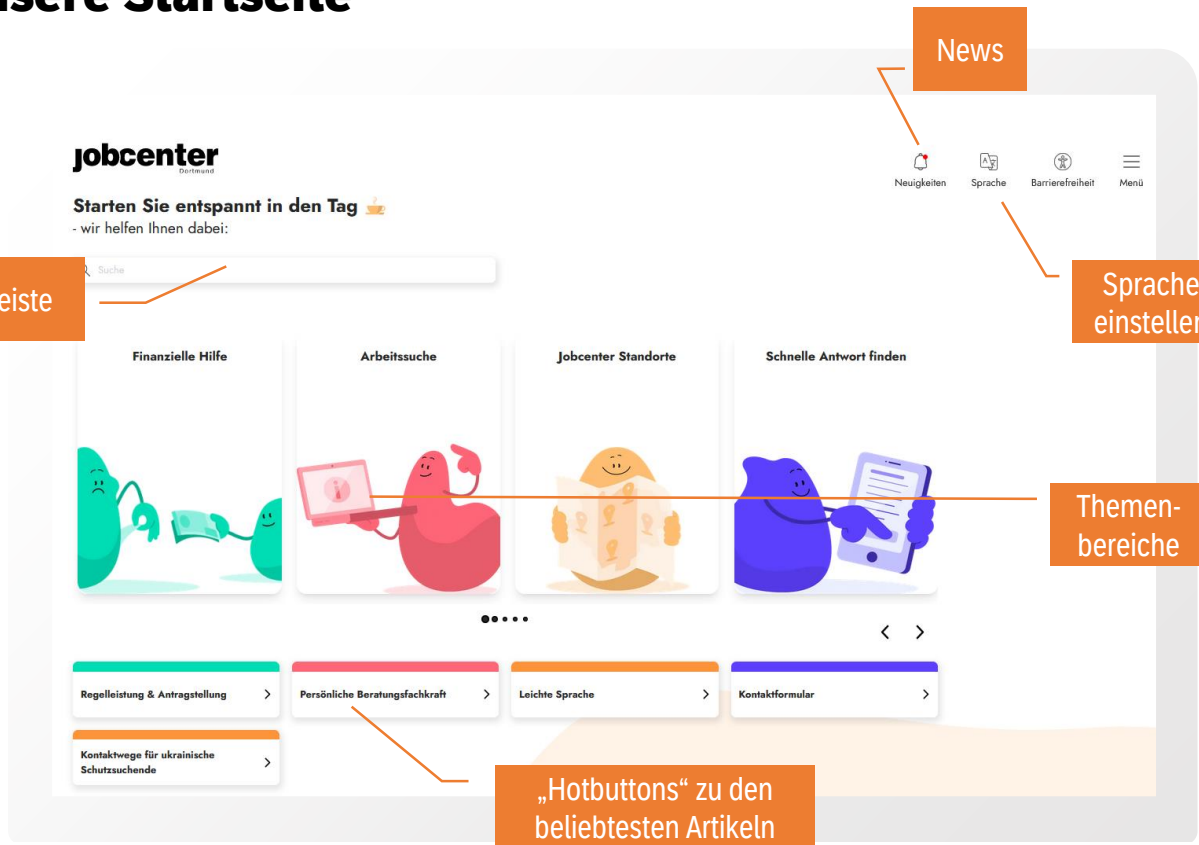 sere Startseite
News
jobcenter
Dortmund
Neuigkeiten
Sprache
Barrierefreiheit
Menü
Starten Sie entspannt in den Tag
- wir helfen Ihnen dabei:
Suche
eiste
Sprache
einstellen
Finanzielle Hilfe
Arbeitssuche
Jobcenter Standorte
Schnelle Antwort finden
Themen-
bereiche
Regelleistung & Antragstellung
Persönliche Beratungsfachkraft
Leichte Sprache
Kontaktformular
Kontaktwege für ukrainische
Schutzsuchende
„Hotbuttons“ zu den
beliebtesten Artikeln